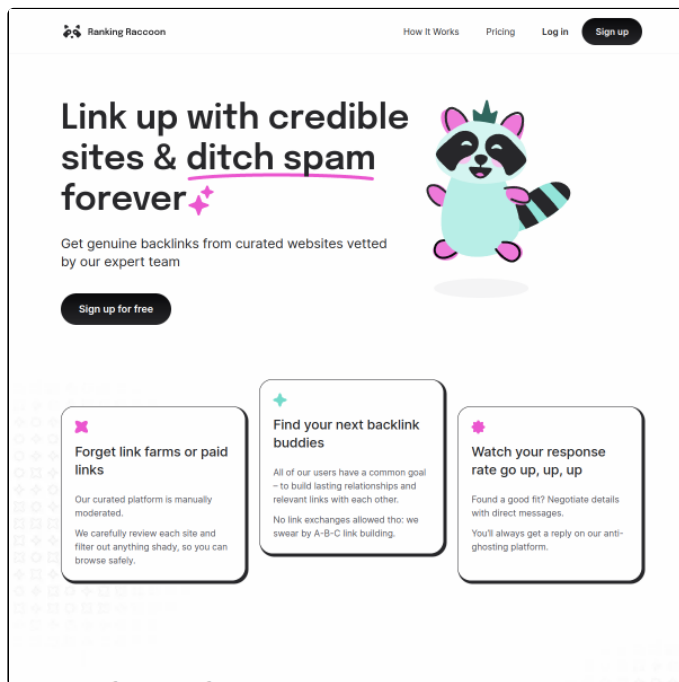 Ranking Raccoon
How It Works
Pricing
Log in
Sign up
Link up with credible
sites & ditch spam
forever
Get genuine backlinks from curated websites vetted
by our expert team
Sign up for free
Forget link farms or paid
links
Our curated platform is manually
moderated.
We carefully review each site and
filter out anything shady, so you can
browse safely.
Find your next backlink
buddies
All of our users have a common goal
– to build lasting relationships and
relevant links with each other.
No link exchanges allowed tho: we
swear by A-B-C link building.
Watch your response
rate go up, up, up
Found a good fit? Negotiate details
with direct messages.
You'll always get a reply on our anti-
ghosting platform.